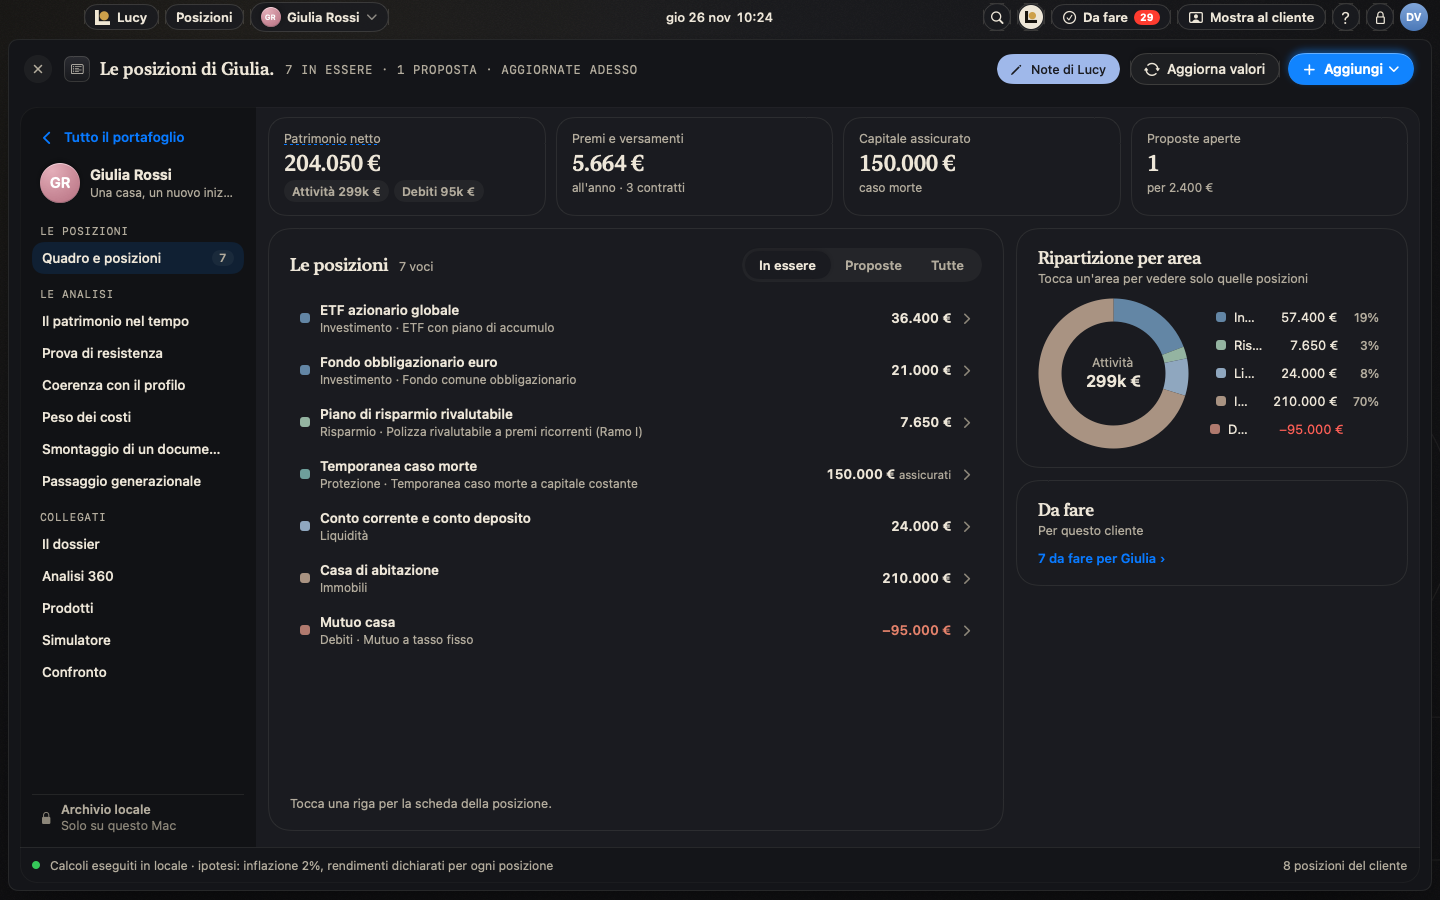 Lucy
Posizioni
GR Giulia Rossi
gio 26 nov 10:24
Da fare 29
Mostra al cliente
?
DV
Le posizioni di Giulia.
7 IN ESSERE · 1 PROPOSTA · AGGIORNATE ADESSO
Note di Lucy
Aggiorna valori
+ Aggiungi
Tutto il portafoglio
GR
Giulia Rossi
Una casa, un nuovo iniz...
LE POSIZIONI
Quadro e posizioni 7
LE ANALISI
Il patrimonio nel tempo
Prova di resistenza
Coerenza con il profilo
Peso dei costi
Smontaggio di un docume...
Passaggio generazionale
COLLEGATI
Il dossier
Analisi 360
Prodotti
Simulatore
Confronto
Archivio locale
Solo su questo Mac
Patrimonio netto
204.050 €
Attività 299k € Debiti 95k €
Premi e versamenti
5.664 €
all'anno · 3 contratti
Capitale assicurato
150.000 €
caso morte
Proposte aperte
1
per 2.400 €
Le posizioni 7 voci
In essere Proposte Tutte
ETF azionario globale
Investimento · ETF con piano di accumulo
36.400 €
Fondo obbligazionario euro
Investimento · Fondo comune obbligazionario
21.000 €
Piano di risparmio rivalutabile
Risparmio · Polizza rivalutabile a premi ricorrenti (Ramo I)
7.650 €
Temporanea caso morte
Protezione · Temporanea caso morte a capitale costante
150.000 € assicurati
Conto corrente e conto deposito
Liquidità
24.000 €
Casa di abitazione
Immobili
210.000 €
Mutuo casa
Debiti · Mutuo a tasso fisso
−95.000 €
Tocca una riga per la scheda della posizione.
Ripartizione per area
Tocca un'area per vedere solo quelle posizioni
Attività
299k €
In... 57.400 € 19%
Ris... 7.650 € 3%
Li... 24.000 € 8%
I... 210.000 € 70%
D... −95.000 €
Da fare
Per questo cliente
7 da fare per Giulia ›
Calcoli eseguiti in locale · ipotesi: inflazione 2%, rendimenti dichiarati per ogni posizione
8 posizioni del cliente